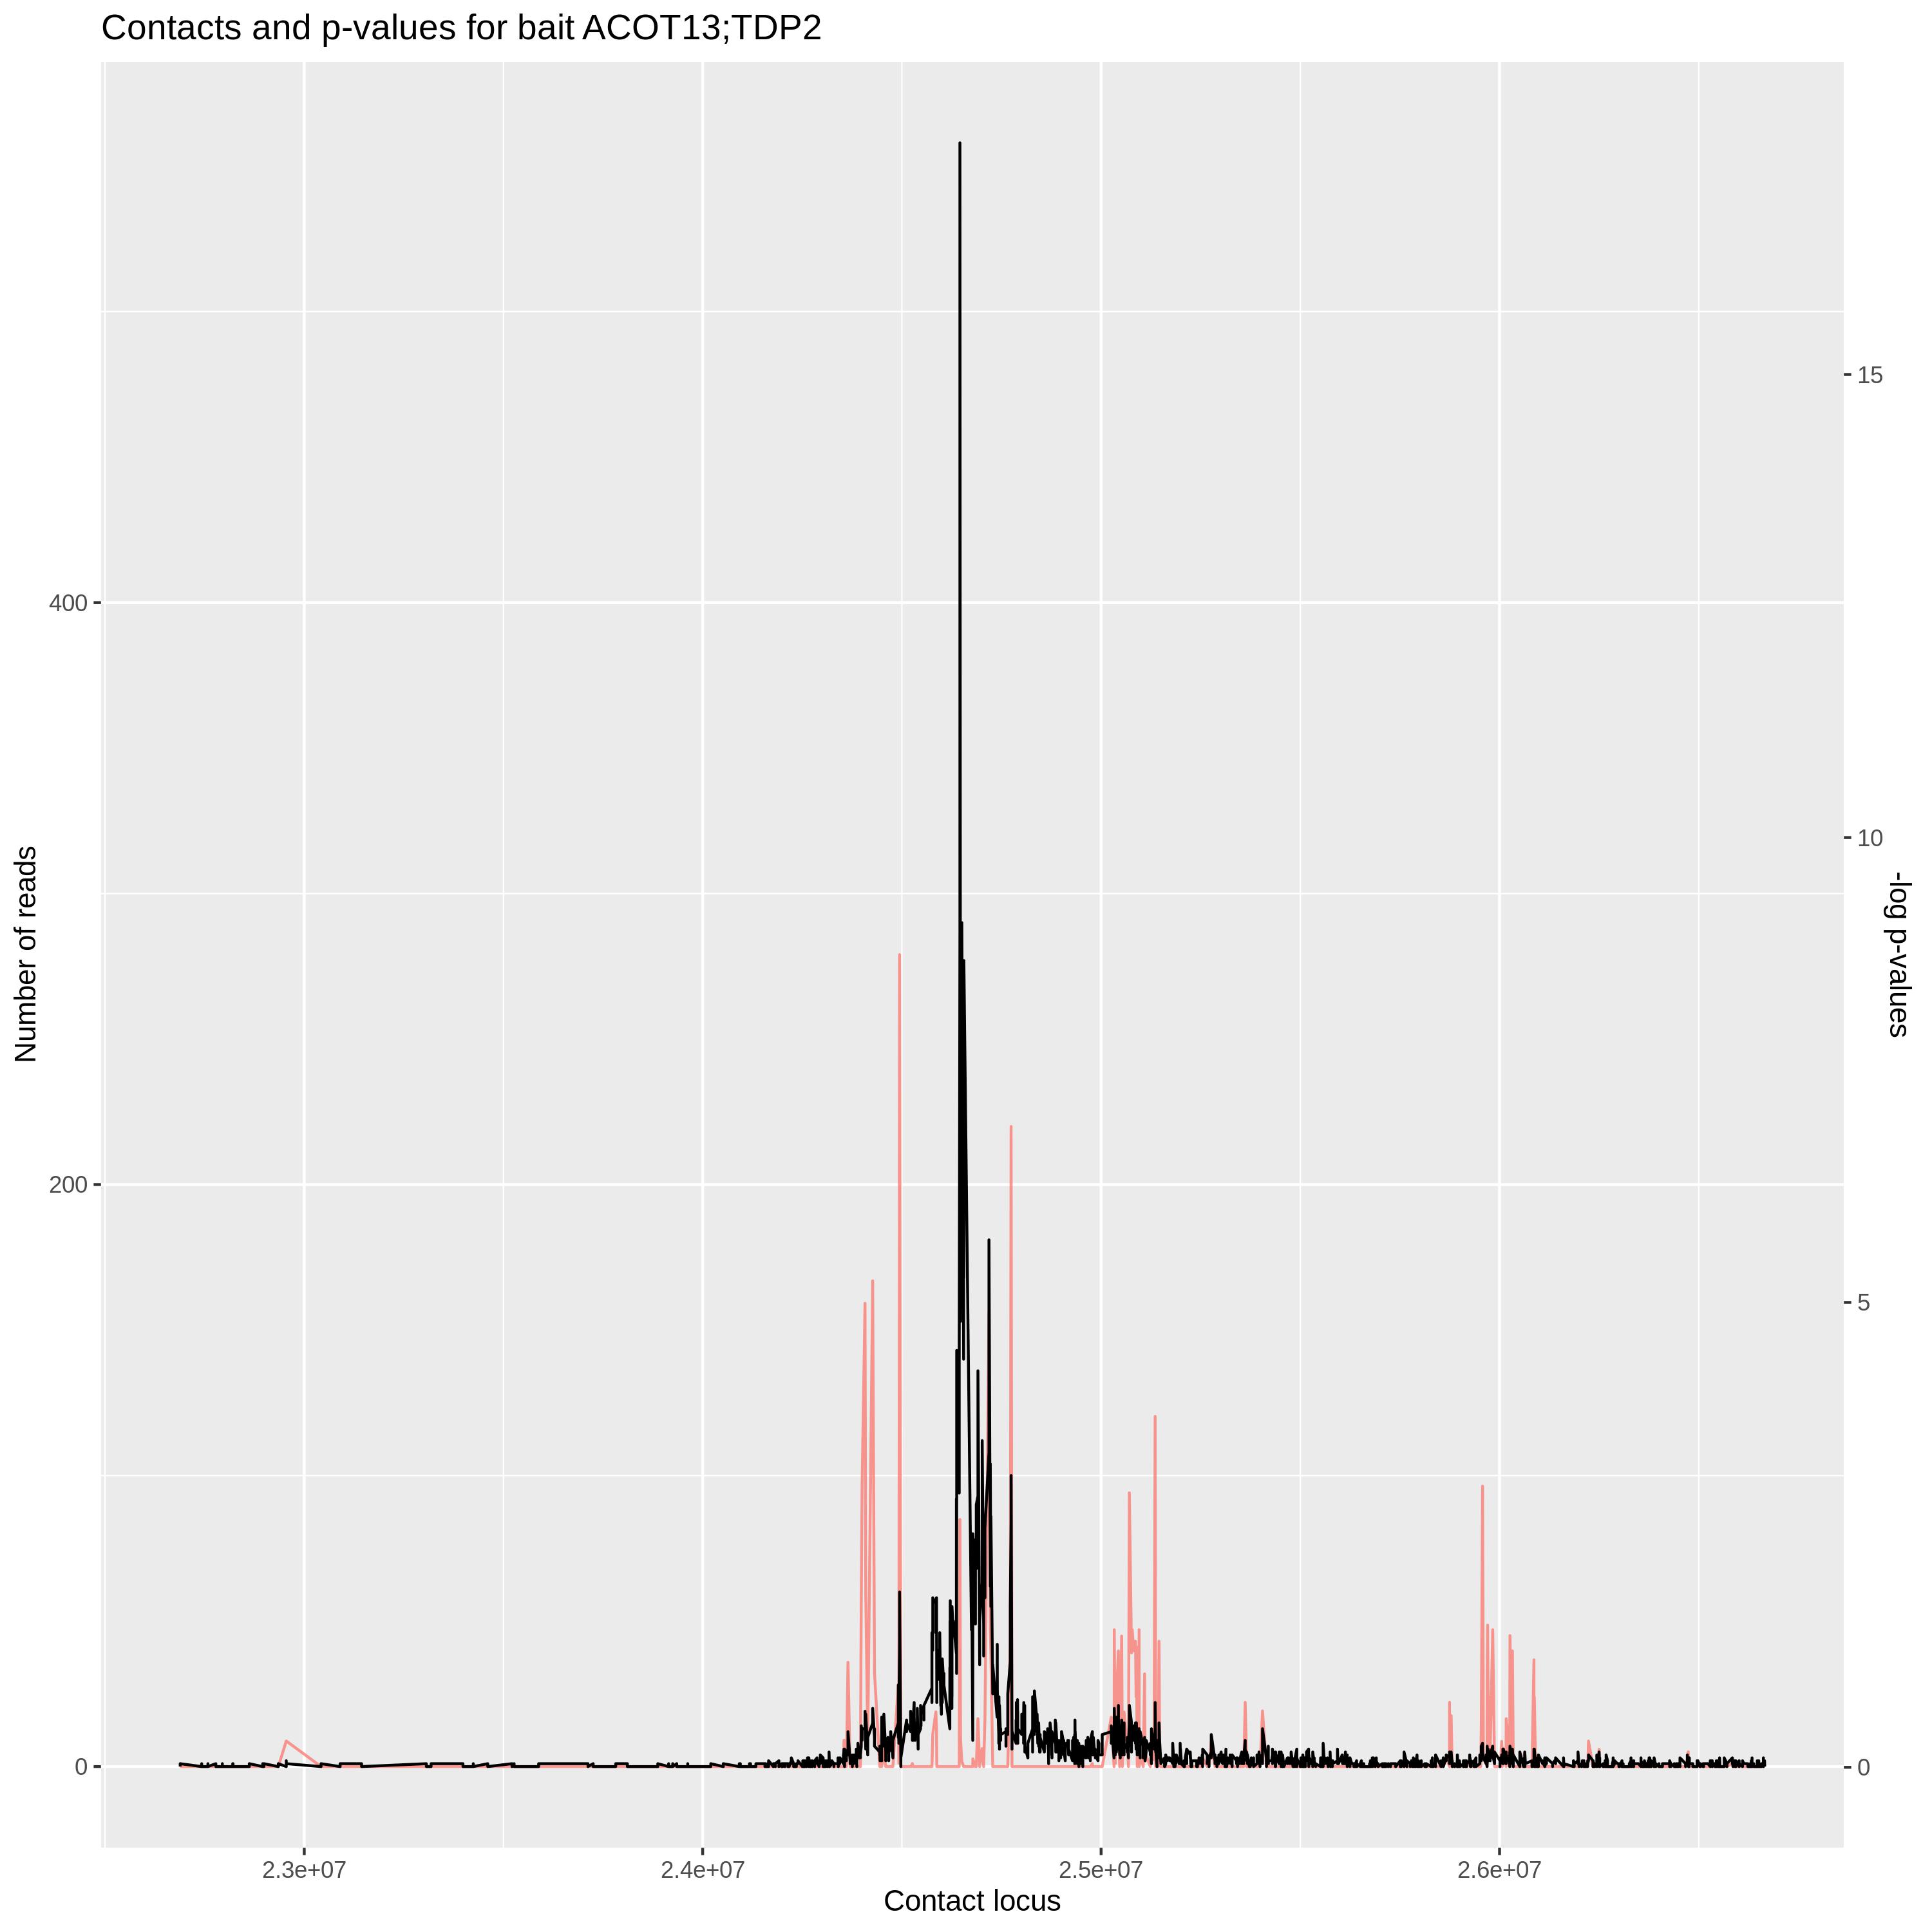 Contacts and p-values for bait ACOT13;TDP2
Number of reads
400
200
0
15
10
5
0
-log p-values
2.3e+07
2.4e+07
2.5e+07
2.6e+07
Contact locus